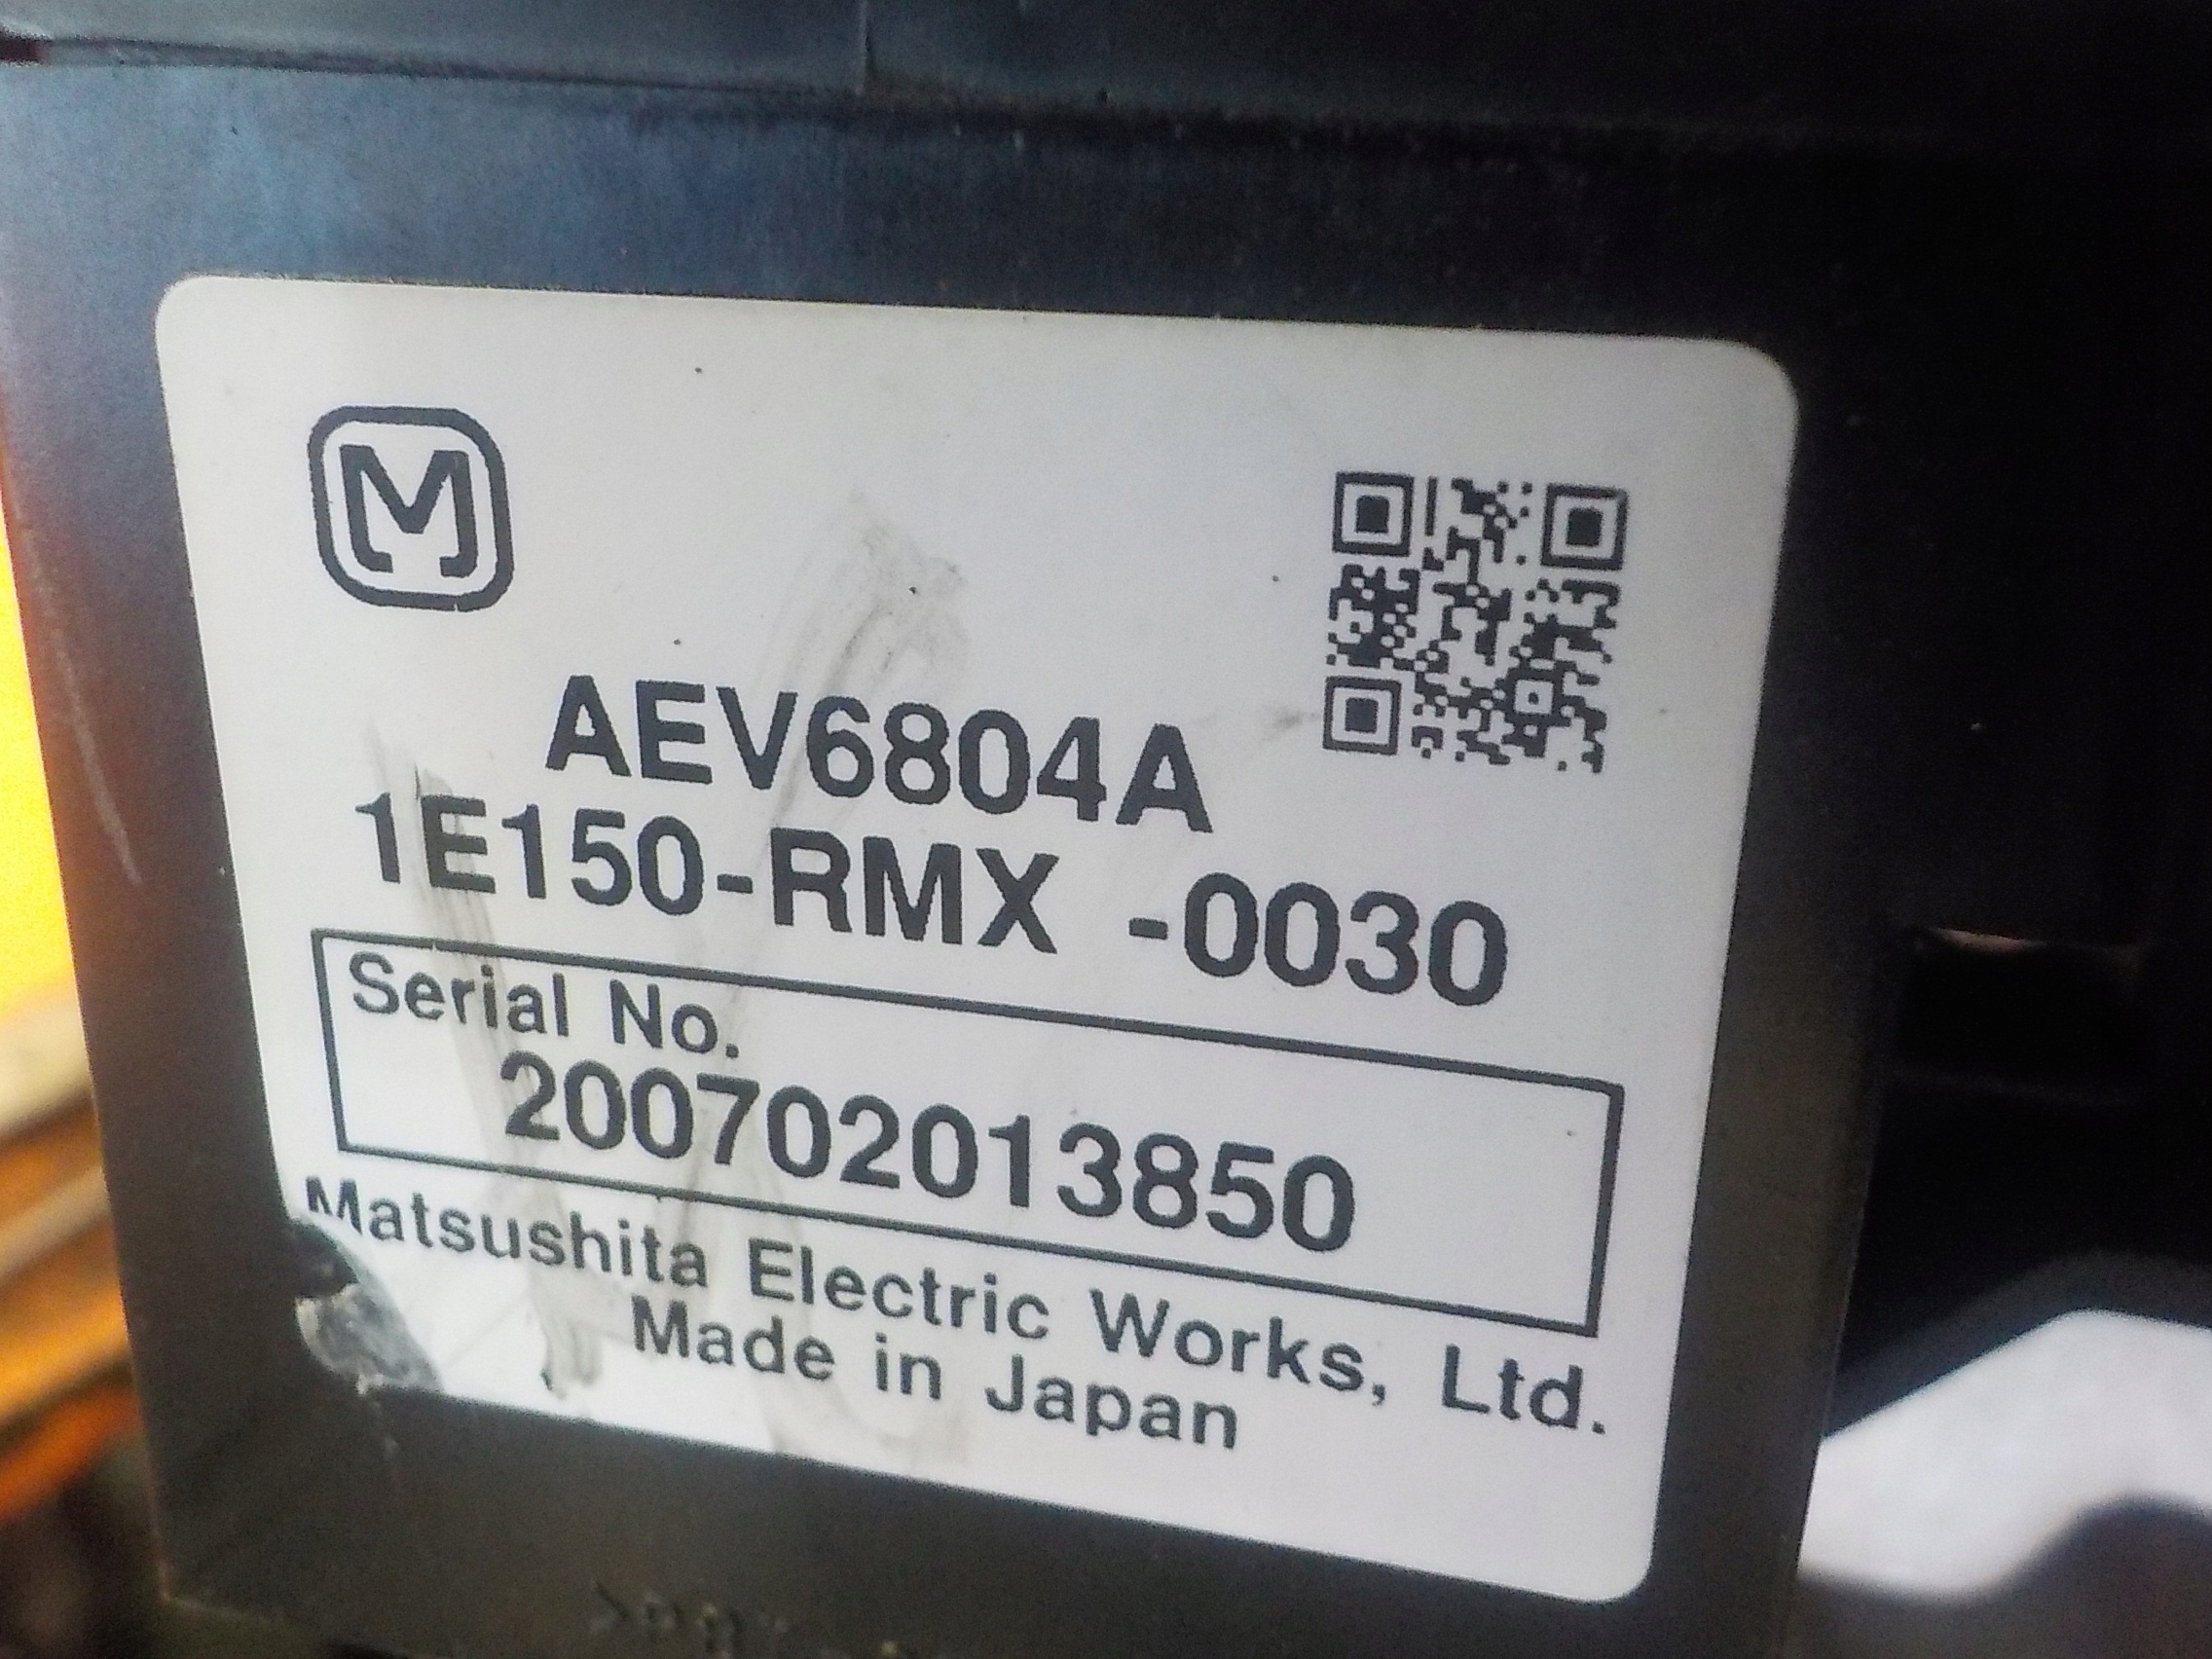 M
AEV6804A
1E150-RMX -0030
Serial No.
200702013850
Matsushita Electric Works, Ltd.
Made in Japan